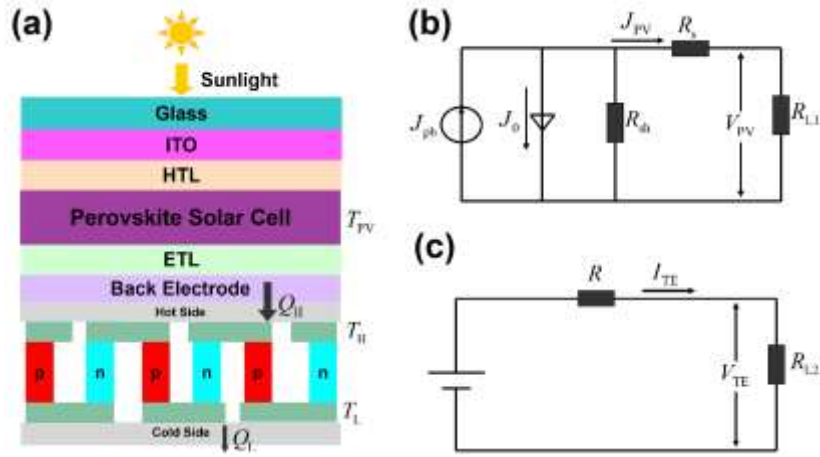 (a)
Sunlight
Glass
ITO
HTL
Perovskite Solar Cell
T_PV
ETL
Back Electrode
Q_H
Hot Side
T_H
p n p n p n
T_L
Cold Side
Q_L
(b)
J_PV
R_s
J_ph
J_0
R_sh
V_PV
R_L1
(c)
R
I_TE
V_TE
R_L2